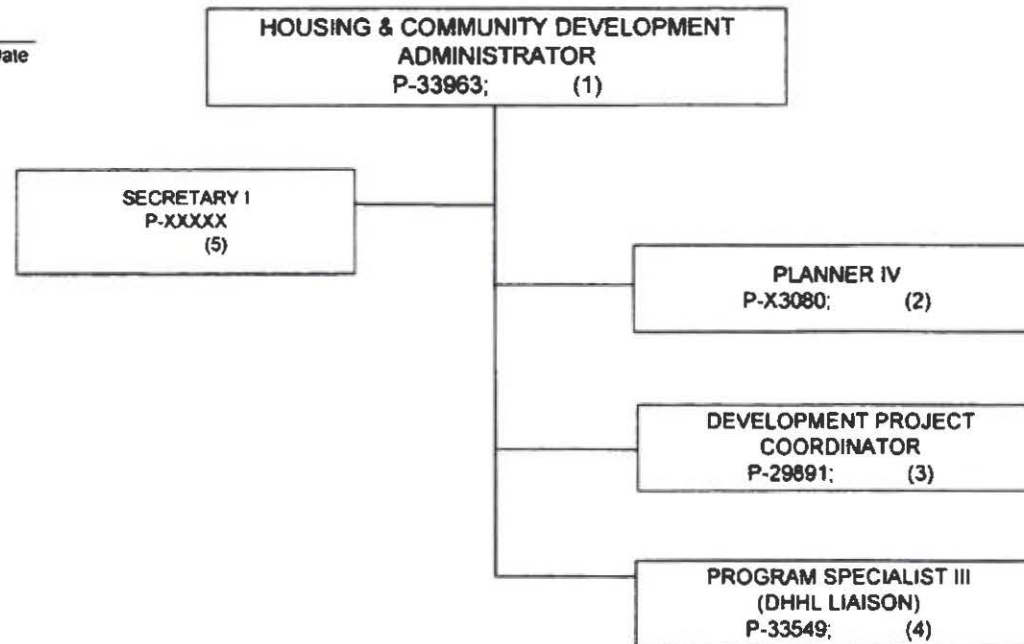 Date
HOUSING & COMMUNITY DEVELOPMENT
ADMINISTRATOR
P-33963; (1)
SECRETARY I
P-XXXXX
(5)
PLANNER IV
P-X3080; (2)
DEVELOPMENT PROJECT
COORDINATOR
P-29891; (3)
PROGRAM SPECIALIST III
(DHHL LIAISON)
P-33549; (4)